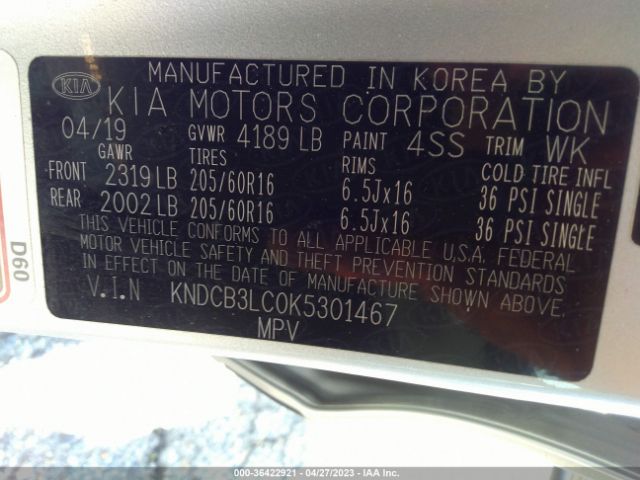 KIA MANUFACTURED IN KOREA BY
KIA MOTORS CORPORATION
04/19 GVWR 4189 LB PAINT 4SS TRIM WK
GAWR TIRES RIMS COLD TIRE INFL
FRONT 2319 LB 205/60R16 6.5Jx16 36 PSI SINGLE
REAR 2002 LB 205/60R16 6.5Jx16 36 PSI SINGLE
THIS VEHICLE CONFORMS TO ALL APPLICABLE U.S.A. FEDERAL
MOTOR VEHICLE SAFETY AND THEFT PREVENTION STANDARDS
IN EFFECT ON THE DATE OF MANUFACTURE SHOWN ABOVE.
V.I.N KNDCB3LC0K5301467
MPV
D60
000-36422921 - 04/27/2023 - IAA Inc.